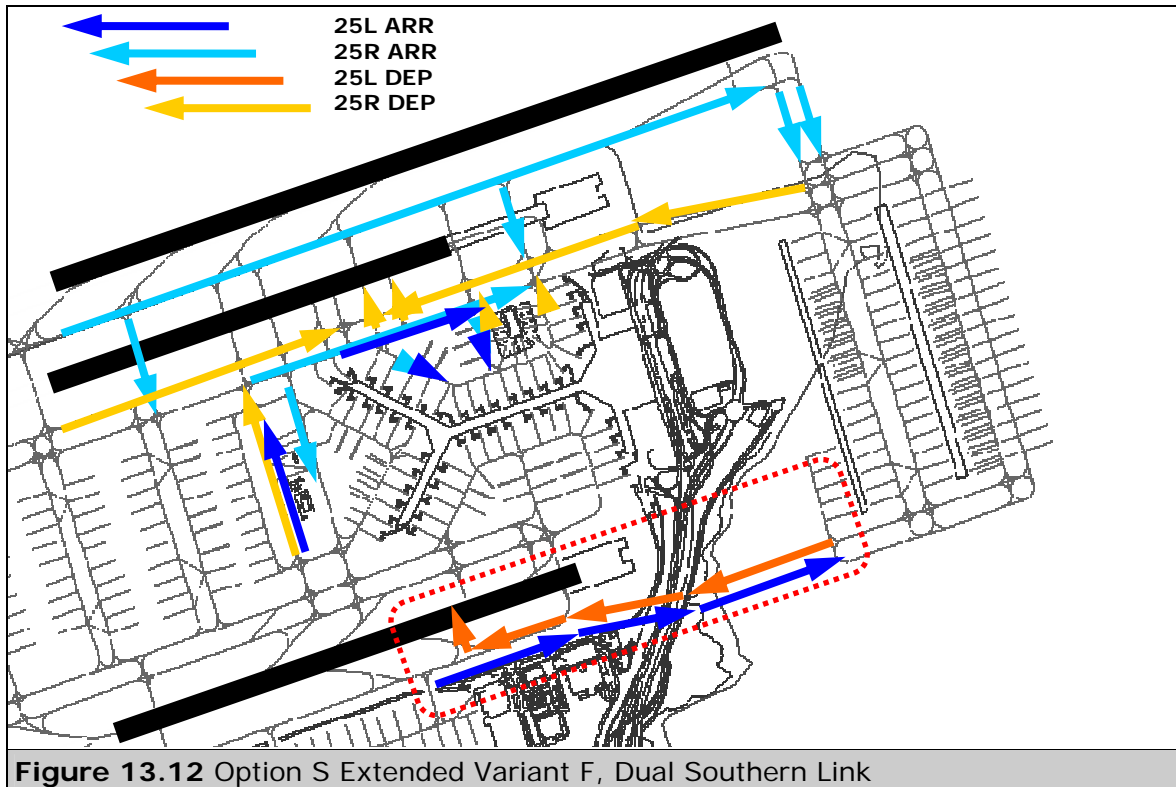 25L ARR
25R ARR
25L DEP
25R DEP
Figure 13.12 Option S Extended Variant F, Dual Southern Link